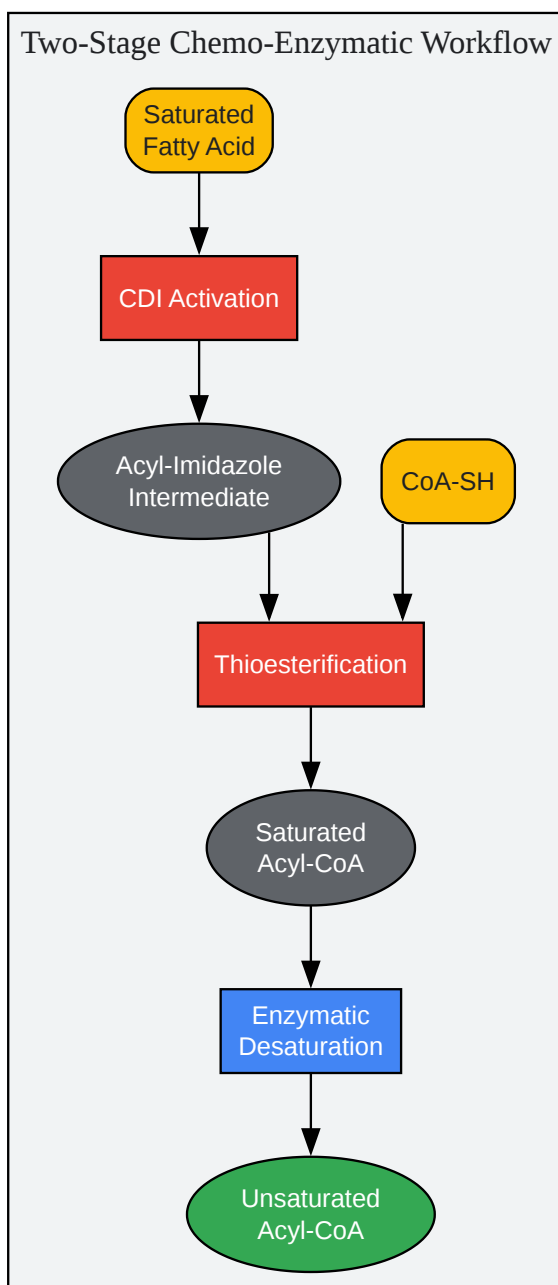 Two-Stage Chemo-Enzymatic Workflow
Saturated
Fatty Acid
CDI Activation
Acyl-Imidazole
Intermediate
CoA-SH
Thioesterification
Saturated
Acyl-CoA
Enzymatic
Desaturation
Unsaturated
Acyl-CoA